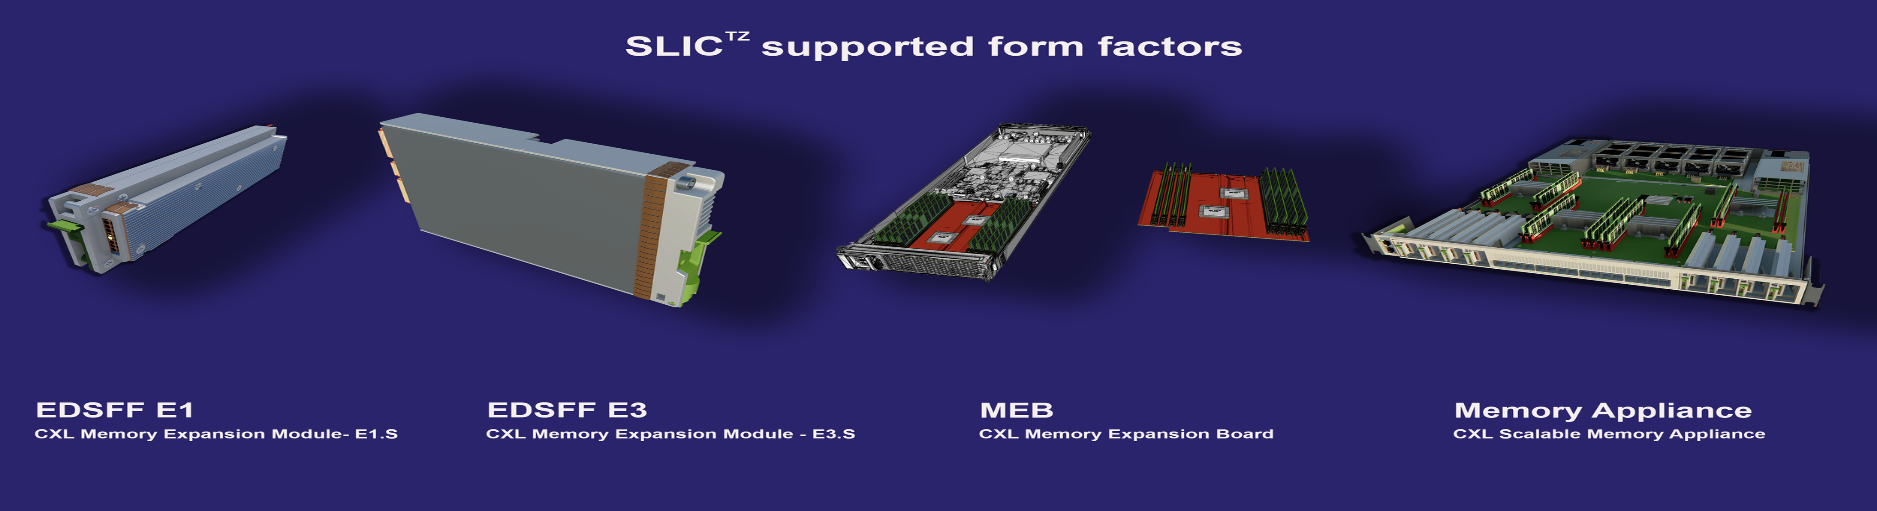 SLICTZ supported form factors
EDSFF E1
CXL Memory Expansion Module- E1.S
EDSFF E3
CXL Memory Expansion Module - E3.S
MEB
CXL Memory Expansion Board
Memory Appliance
CXL Scalable Memory Appliance